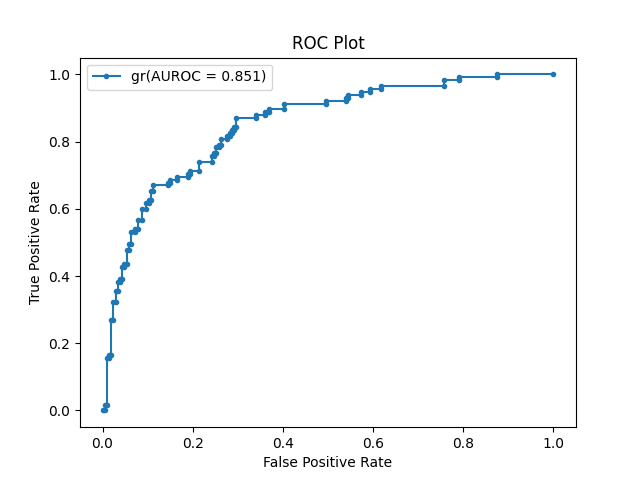 ROC Plot
gr(AUROC = 0.851)
1.0
0.8
0.6
0.4
0.2
0.0
True Positive Rate
0.0 0.2 0.4 0.6 0.8 1.0
False Positive Rate